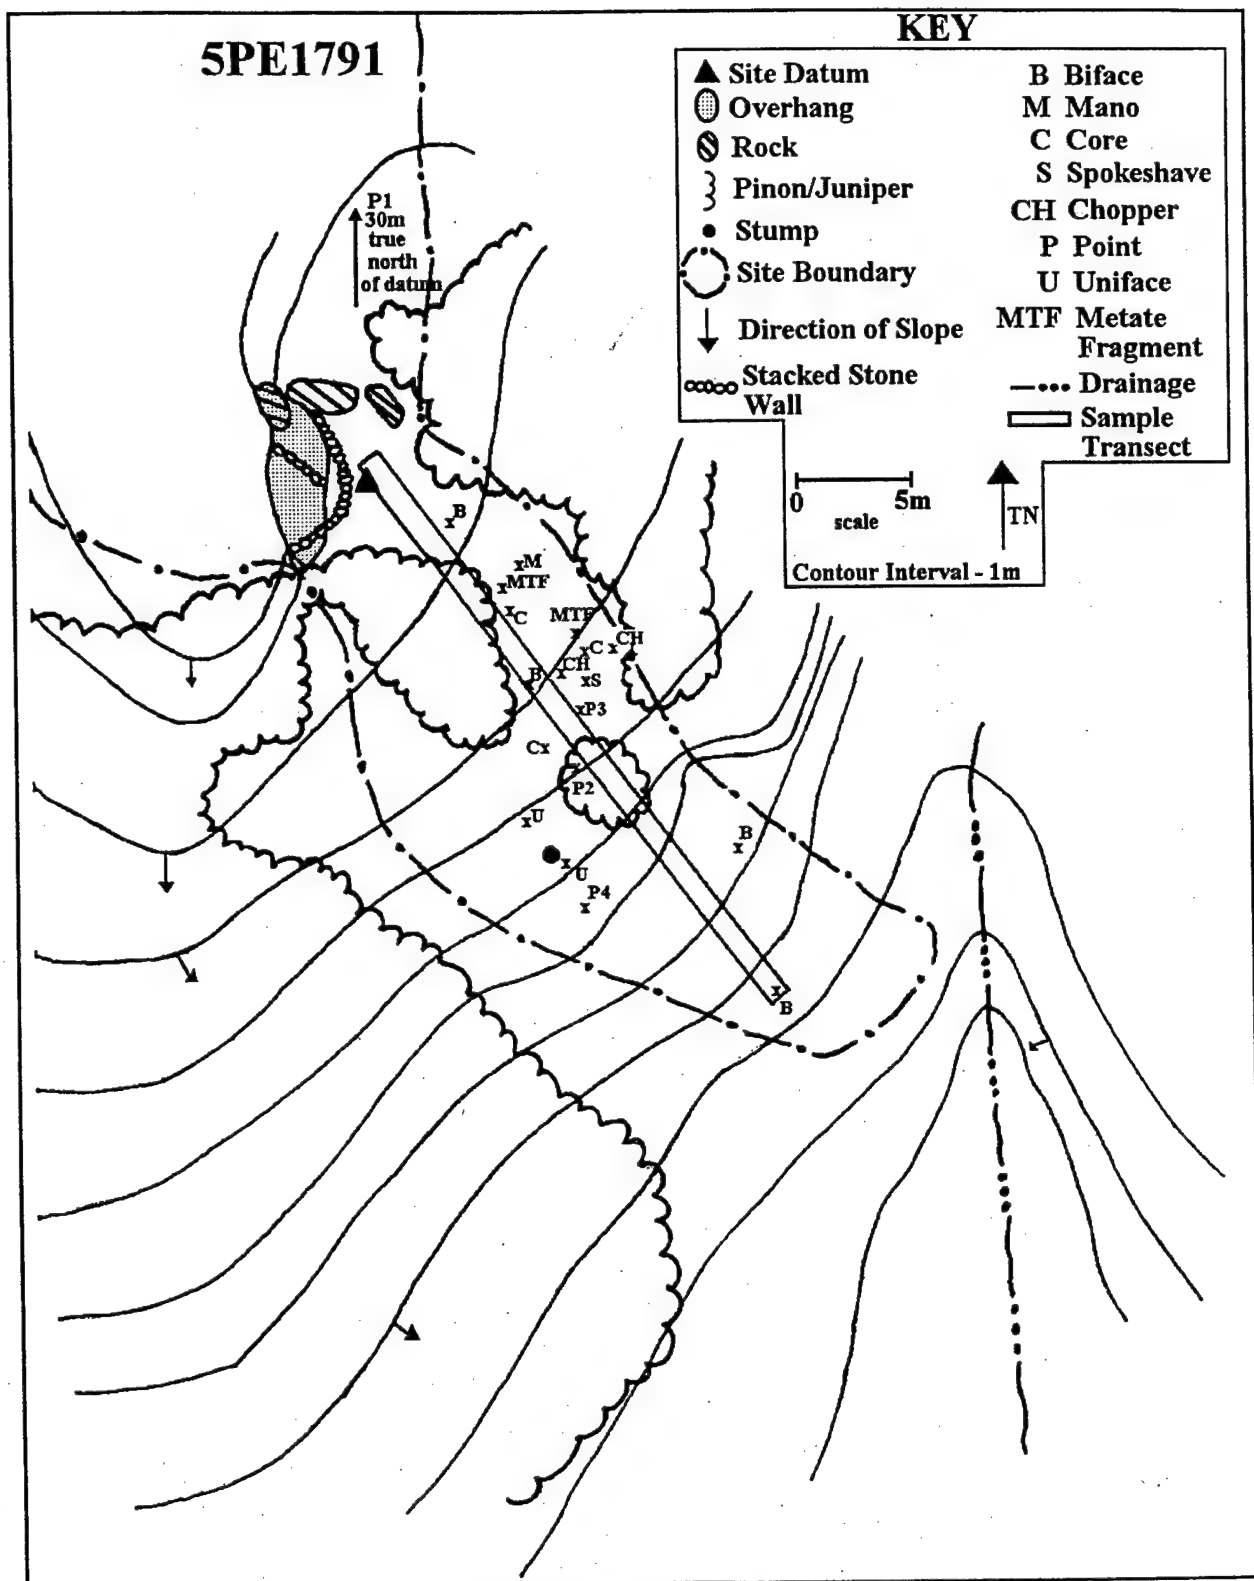 5PE1791
KEY
Site Datum
Overhang
Rock
Pinon/Juniper
Stump
Site Boundary
Direction of Slope
Stacked Stone
Wall
B Biface
M Mano
C Core
S Spokeshave
CH Chopper
P Point
U Uniface
MTF Metate
Fragment
Drainage
Sample
Transect
0 5m
scale
TN
Contour Interval - 1m
P1
30m
true
north
of datum
xB
xM
xMTF
xC
MTF
x
xC
xCH
xCH
xS
B
x
xP3
Cx
P2
xU
x
U
P4
x
B
x
x
B